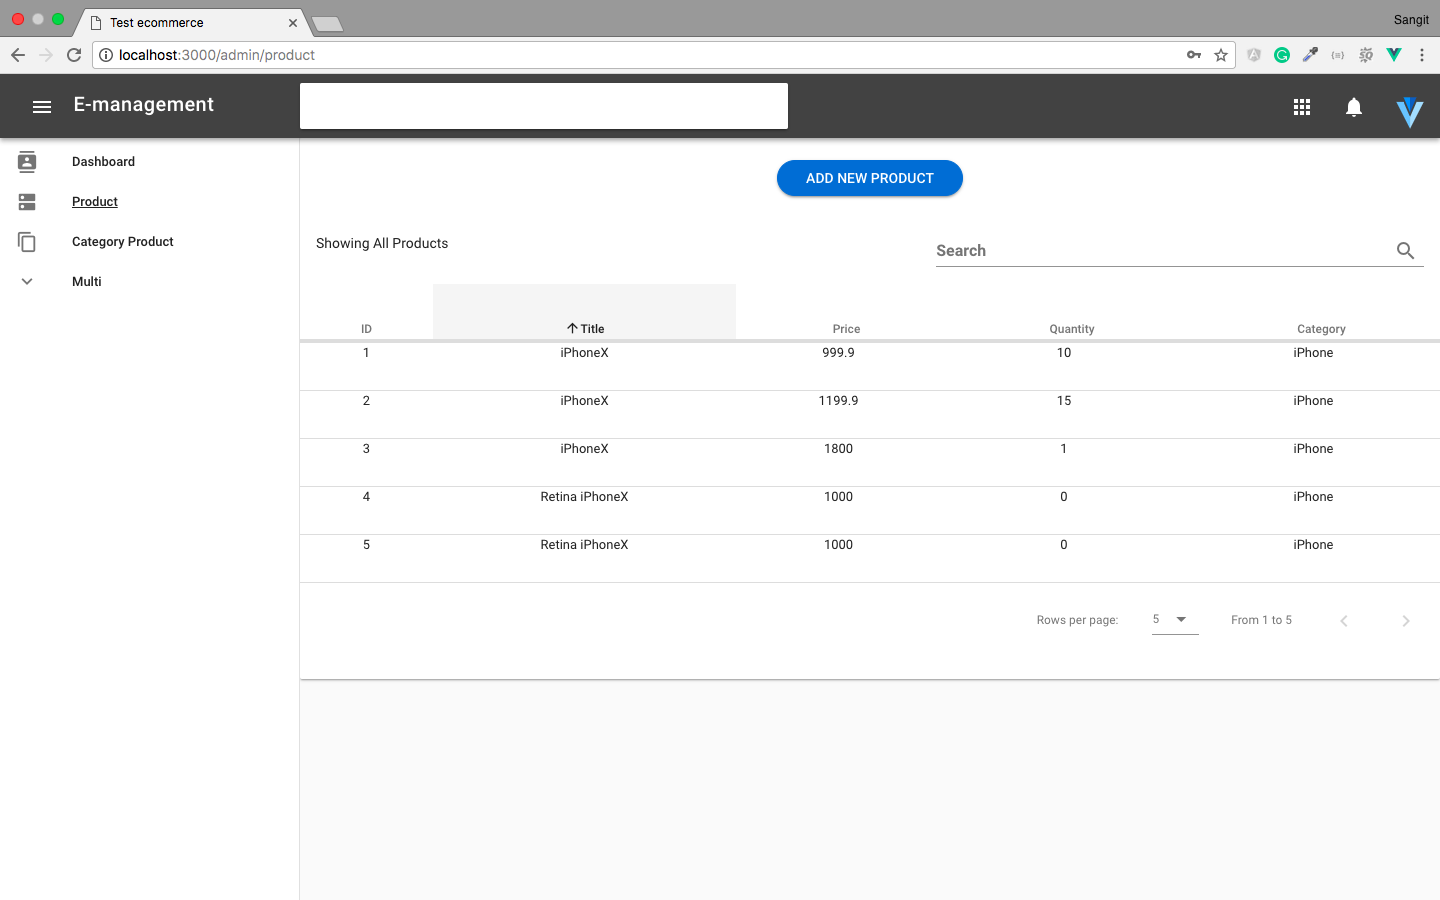 Test ecommerce
Sangit
localhost:3000/admin/product
E-management
Dashboard
Product
Category Product
Multi
ADD NEW PRODUCT
Showing All Products
Search
ID Title Price Quantity Category
1 iPhoneX 999.9 10 iPhone
2 iPhoneX 1199.9 15 iPhone
3 iPhoneX 1800 1 iPhone
4 Retina iPhoneX 1000 0 iPhone
5 Retina iPhoneX 1000 0 iPhone
Rows per page: 5 From 1 to 5